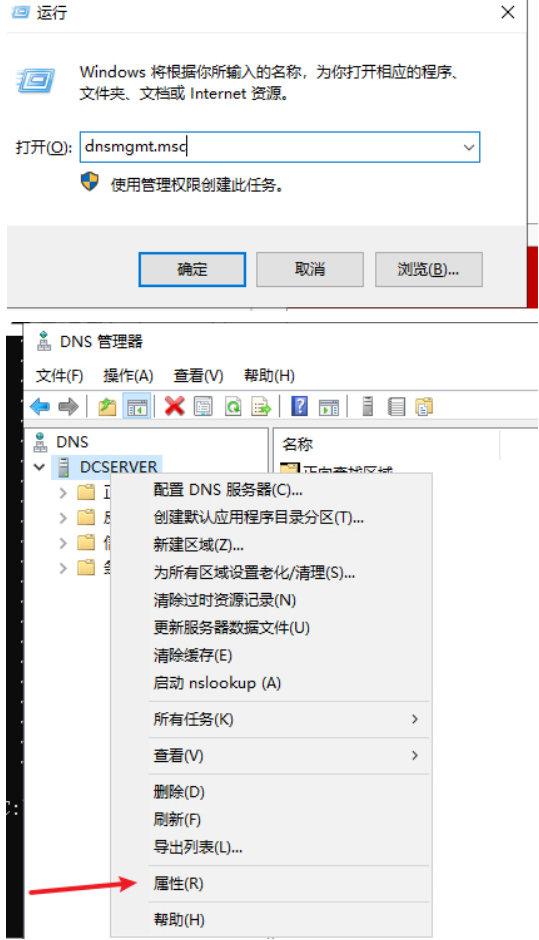 运行
Windows 将根据你所输入的名称，为你打开相应的程序、
文件夹、文档或 Internet 资源。
打开(O): dnsmgmt.msc
使用管理权限创建此任务。
确定 取消 浏览(B)...
DNS 管理器
文件(F) 操作(A) 查看(V) 帮助(H)
DNS
名称
DCSERVER
正向查找区域
配置 DNS 服务器(C)...
创建默认应用程序目录分区(T)...
新建区域(Z)...
为所有区域设置老化/清理(S)...
清除过时资源记录(N)
更新服务器数据文件(U)
清除缓存(E)
启动 nslookup (A)
所有任务(K)
查看(V)
删除(D)
刷新(F)
导出列表(L)...
属性(R)
帮助(H)